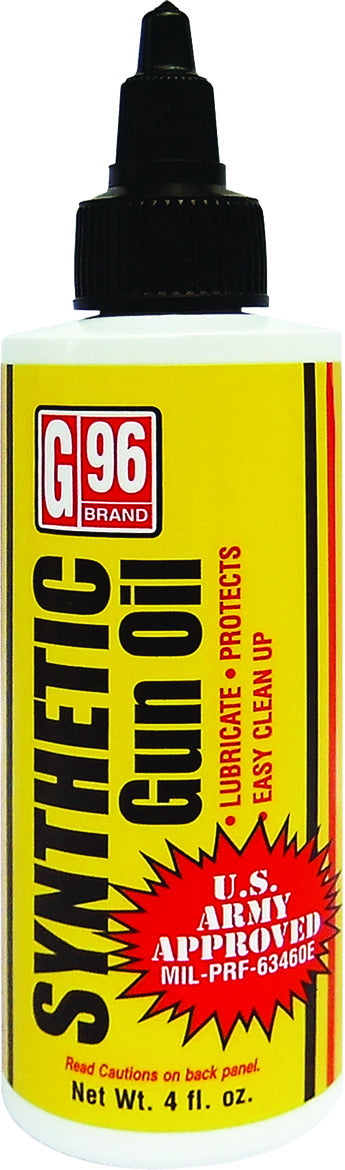 G 96
BRAND
SYNTHETIC
Gun Oil
• LUBRICATE • PROTECTS
• EASY CLEAN UP
U.S.
ARMY
APPROVED
MIL-PRF-63460E
Read Cautions on back panel.
Net Wt. 4 fl. oz.